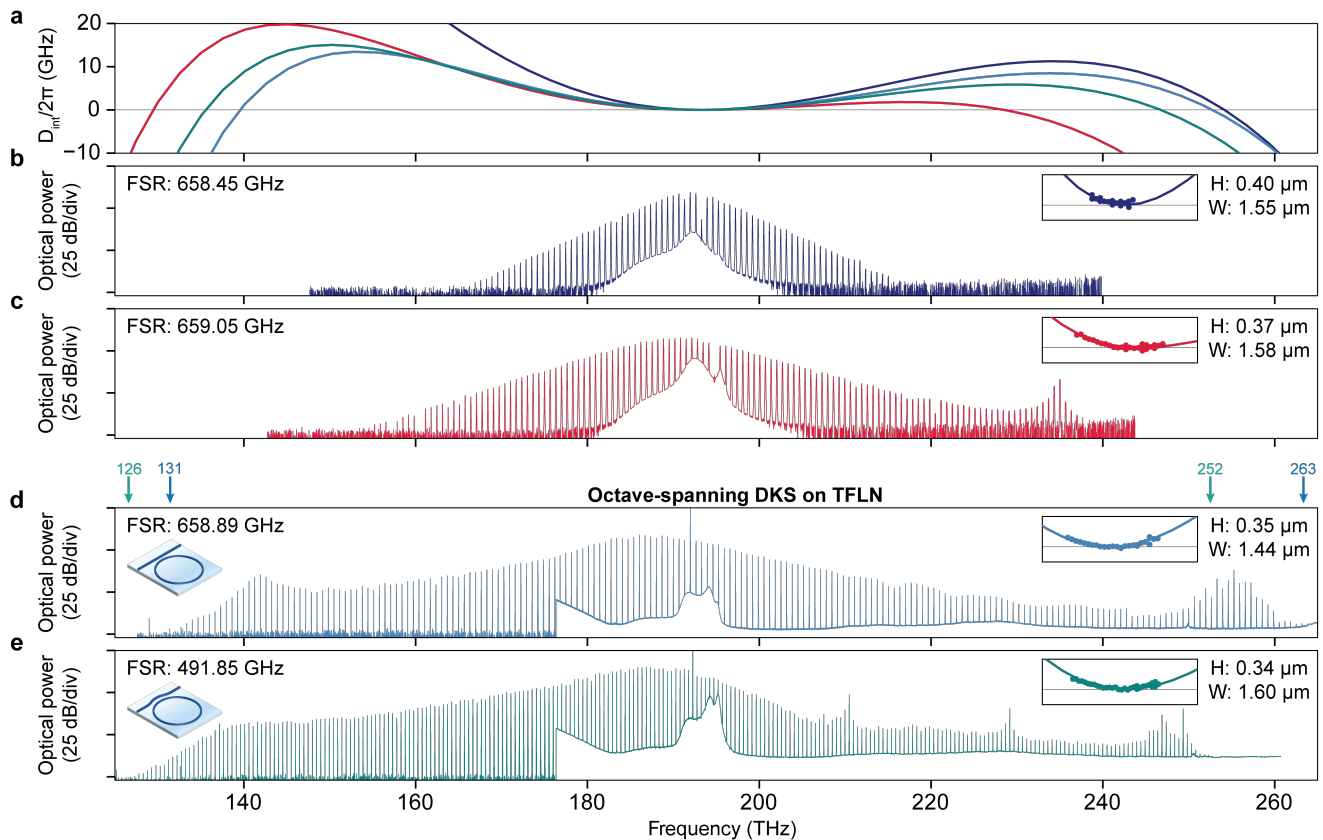 a
20
10
0
−10
D_int/2π (GHz)
b
FSR: 658.45 GHz
H: 0.40 µm
W: 1.55 µm
Optical power
(25 dB/div)
c
FSR: 659.05 GHz
H: 0.37 µm
W: 1.58 µm
Optical power
(25 dB/div)
126
131
252
263
Octave-spanning DKS on TFLN
d
FSR: 658.89 GHz
H: 0.35 µm
W: 1.44 µm
Optical power
(25 dB/div)
e
FSR: 491.85 GHz
H: 0.34 µm
W: 1.60 µm
Optical power
(25 dB/div)
140 160 180 200 220 240 260
Frequency (THz)